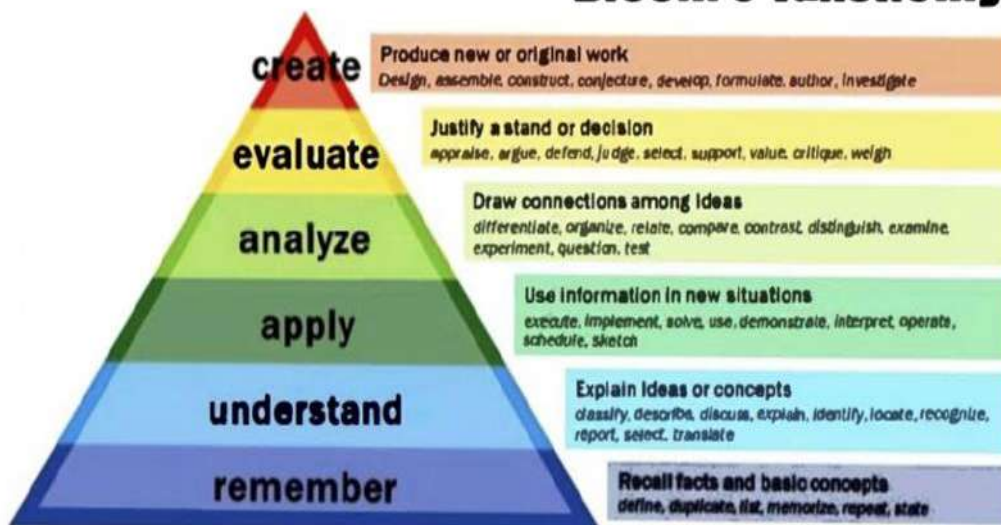 create
Produce new or original work
Design, assemble, construct, conjecture, develop, formulate, author, investigate
evaluate
Justify a stand or decision
appraise, argue, defend, judge, select, support, value, critique, weigh
analyze
Draw connections among ideas
differentiate, organize, relate, compare, contrast, distinguish, examine,
experiment, question, test
apply
Use information in new situations
execute, implement, solve, use, demonstrate, interpret, operate,
schedule, sketch
understand
Explain ideas or concepts
classify, describe, discuss, explain, identify, locate, recognize,
report, select, translate
remember
Recall facts and basic concepts
define, duplicate, list, memorize, repeat, state